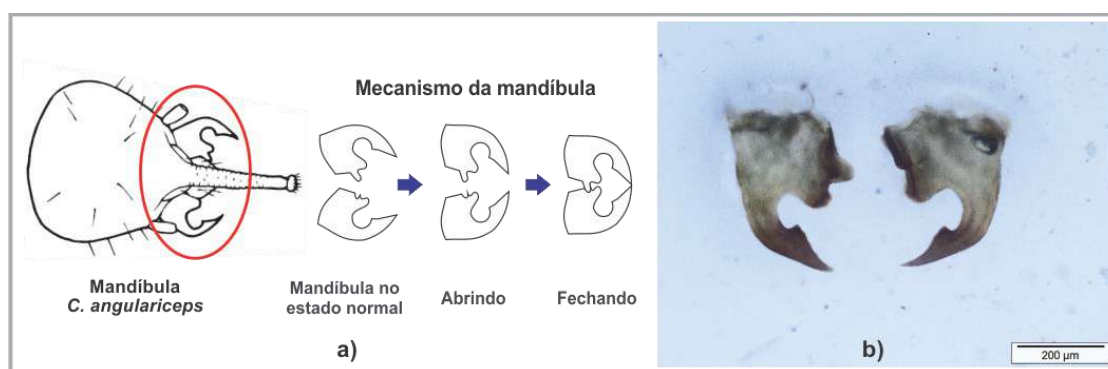 Mecanismo da mandíbula
Mandíbula
C. angulariceps
Mandíbula no
estado normal
Abrindo
Fechando
a)
b)
200 µm